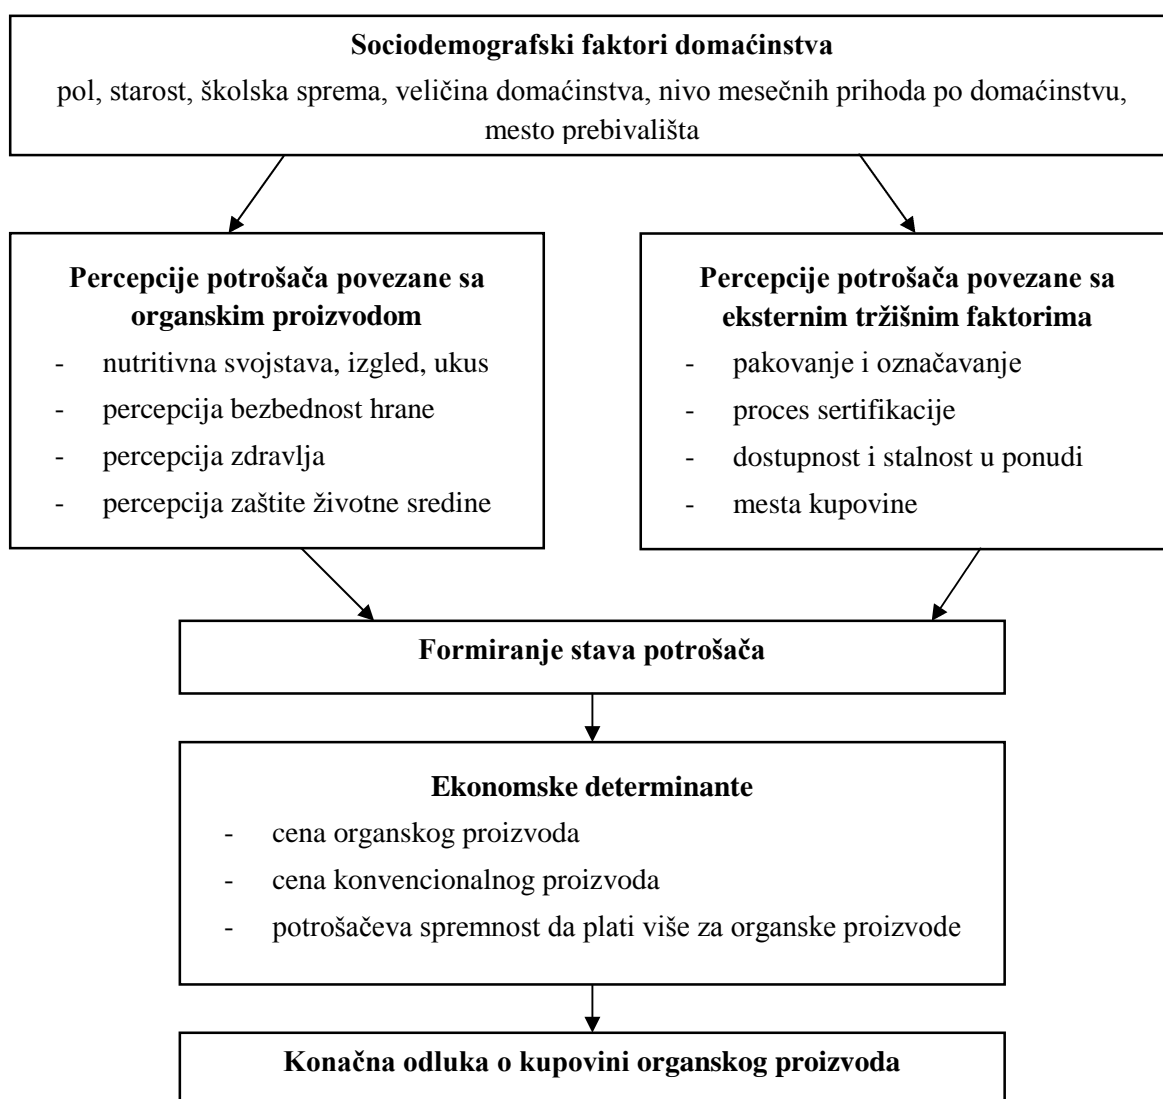 Sociodemografski faktori domaćinstva
pol, starost, školska sprema, veličina domaćinstva, nivo mesečnih prihoda po domaćinstvu,
mesto prebivališta
Percepcije potrošača povezane sa
organskim proizvodom
- nutritivna svojstava, izgled, ukus
- percepcija bezbednost hrane
- percepcija zdravlja
- percepcija zaštite životne sredine
Percepcije potrošača povezane sa
eksternim tržišnim faktorima
- pakovanje i označavanje
- proces sertifikacije
- dostupnost i stalnost u ponudi
- mesta kupovine
Formiranje stava potrošača
Ekonomske determinante
- cena organskog proizvoda
- cena konvencionalnog proizvoda
- potrošačeva spremnost da plati više za organske proizvode
Konačna odluka o kupovini organskog proizvoda